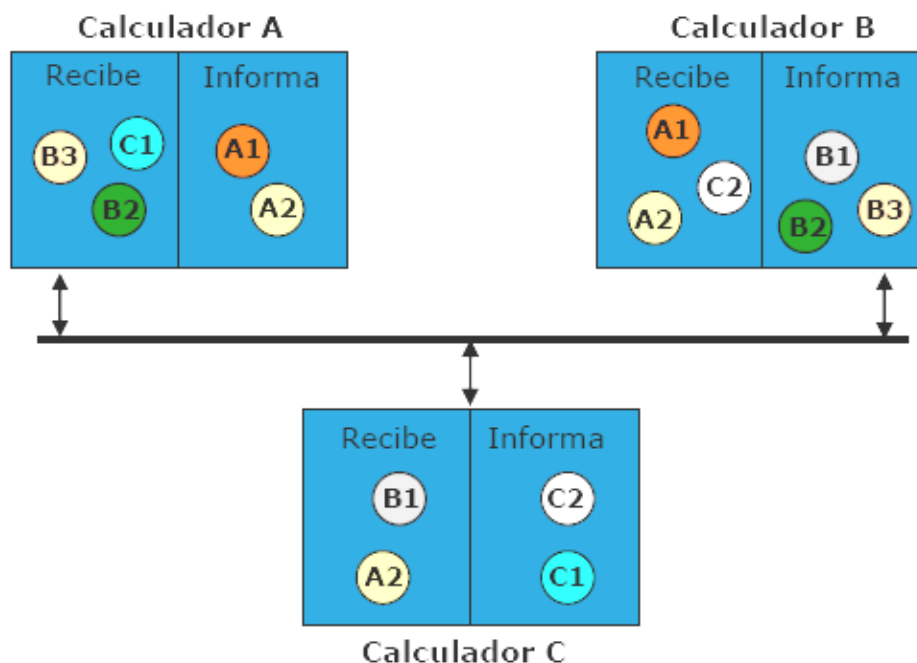 Calculador A
Recibe
Informa
B3
C1
B2
A1
A2
Calculador B
Recibe
Informa
A1
C2
A2
B1
B3
B2
Recibe
Informa
B1
A2
C2
C1
Calculador C